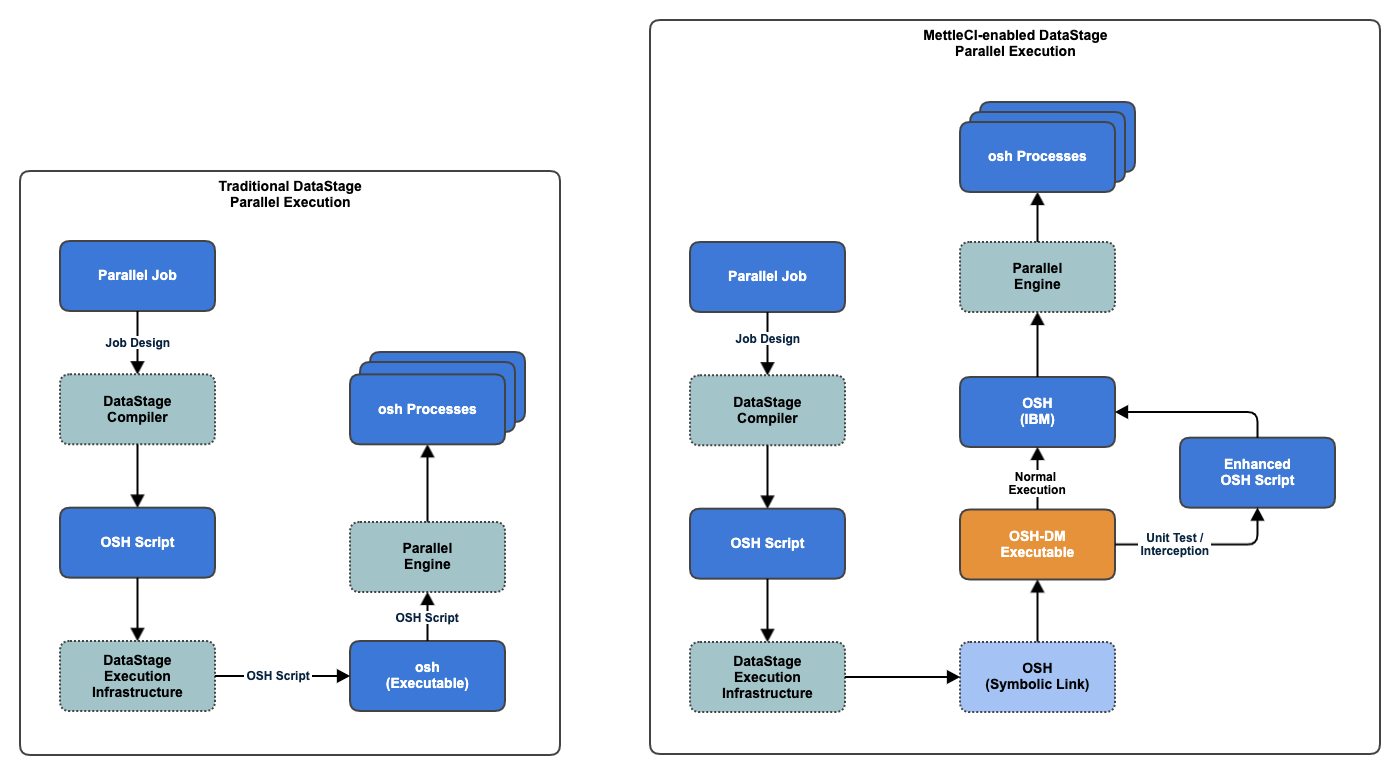 Traditional DataStage
Parallel Execution
Parallel Job
Job Design
DataStage
Compiler
OSH Script
DataStage
Execution
Infrastructure
OSH Script
osh
(Executable)
OSH Script
Parallel
Engine
osh Processes
MettleCI-enabled DataStage
Parallel Execution
Parallel Job
Job Design
DataStage
Compiler
OSH Script
DataStage
Execution
Infrastructure
OSH
(Symbolic Link)
OSH-DM
Executable
Normal
Execution
Unit Test /
Interception
Enhanced
OSH Script
OSH
(IBM)
Parallel
Engine
osh Processes